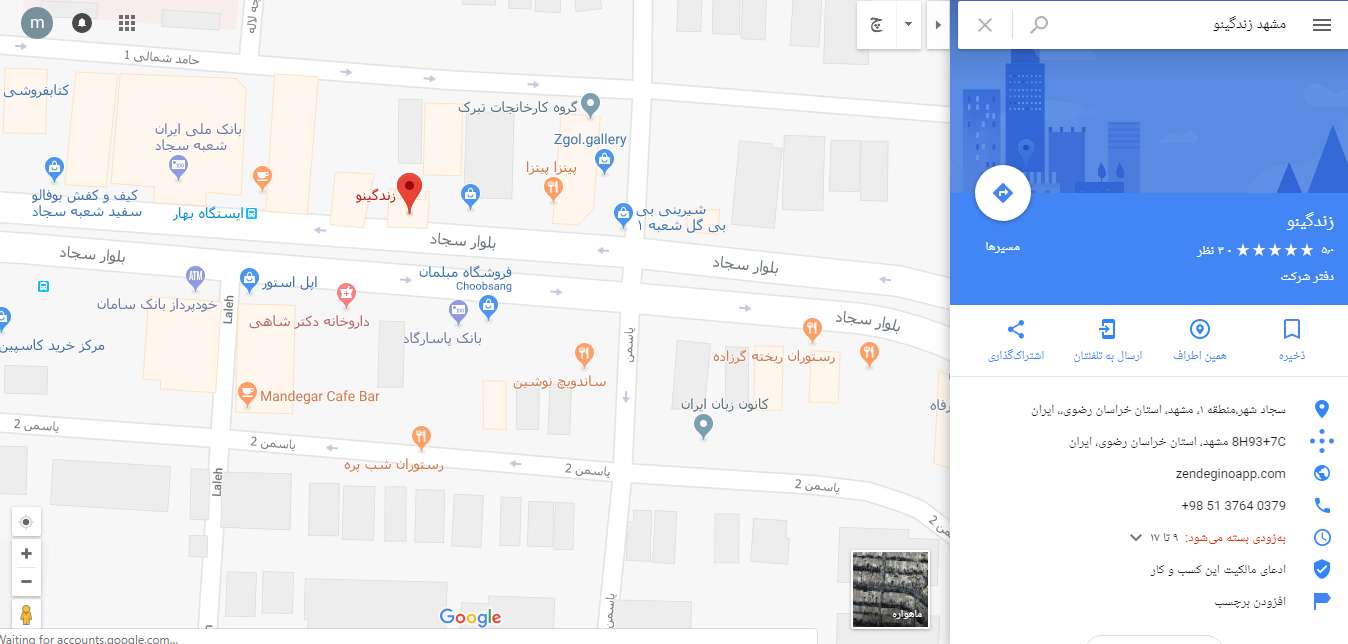 m
جه لاله
حامد شمالی 1
کتابفروشی
گروه کارخانجات تبرک
Zgol.gallery
بانک ملی ایران
شعبه سجاد
پیتزا پیتزا
کیف و کفش بوفالو
سفید شعبه سجاد
ایستگاه بهار
زندگینو
شیرینی بی
بی گل شعبه ۱
بلوار سجاد
بلوار سجاد
بلوار سجاد
فروشگاه مبلمان
Choobsang
اپل استور
خودپرداز بانک سامان
Laleh
داروخانه دکتر شاهی
بلوار سجاد
بانک پاسارگاد
یاسمن
مرکز خرید کاسپین
رستوران ریخته گرزاده
ساندویچ نوشین
Mandegar Cafe Bar
کانون زبان ایران
رفاه
یاسمن 2
یاسمن 2
رستوران شب پره
یاسمن 2
یاسمن 2
Laleh
یاسمن 2
یاسمن
ATM
ماهواره
Google
Waiting for accounts.google.com...
مشهد زندگینو
مسیرها
زندگینو
۵٫۰ ★★★★★ ۳۰ نظر
دفتر شرکت
ذخیره
همین اطراف
ارسال به تلفنتان
اشتراک‌گذاری
سجاد شهر،منطقه ۱، مشهد، استان خراسان رضوی،، ایران
8H93+7C مشهد، استان خراسان رضوی، ایران
zendeginoapp.com
+98 51 3764 0379
به‌زودی بسته می‌شود: ۹ تا ۱۷
ادعای مالکیت این کسب و کار
افزودن برچسب